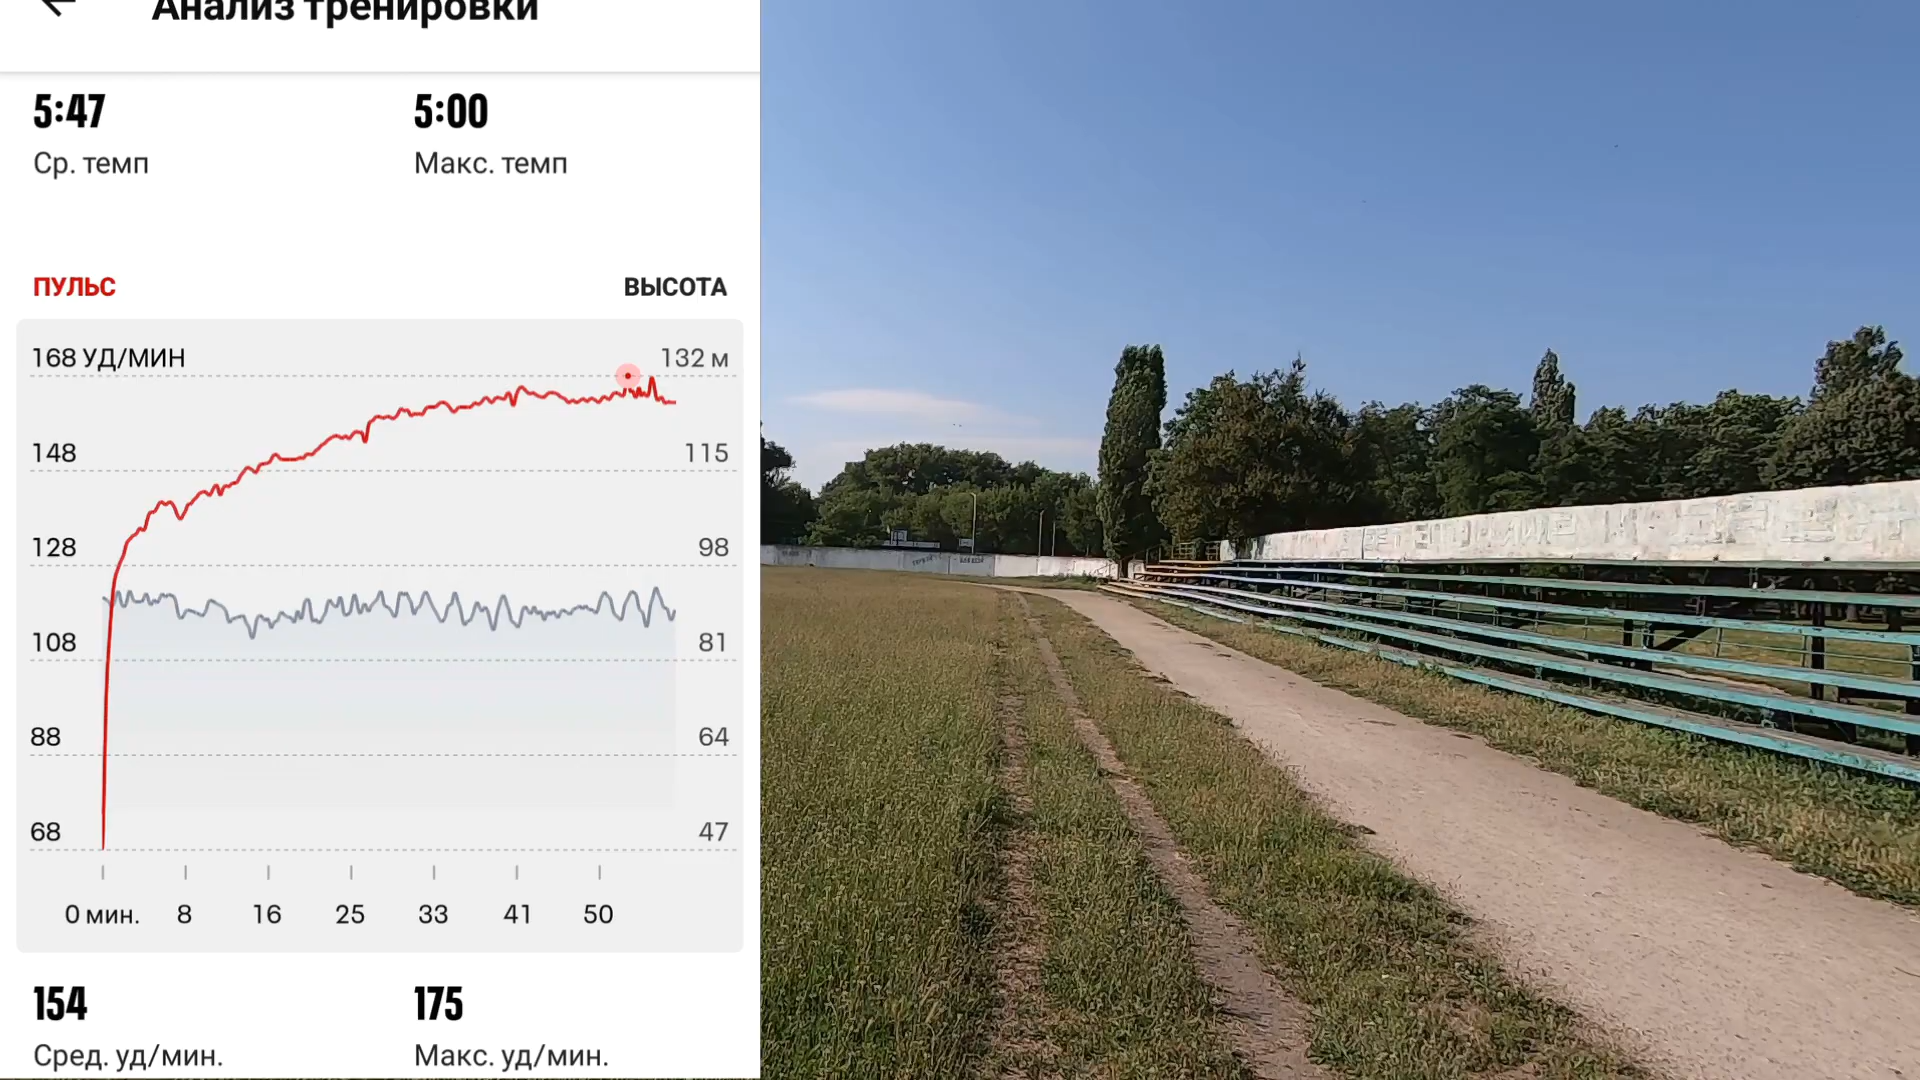 Анализ тренировки
5:47
5:00
Ср. темп
Макс. темп
ПУЛЬС
ВЫСОТА
168 УД/МИН
132 м
148
115
128
98
108
81
88
64
68
47
0 мин.
8
16
25
33
41
50
154
175
Сред. уд/мин.
Макс. уд/мин.